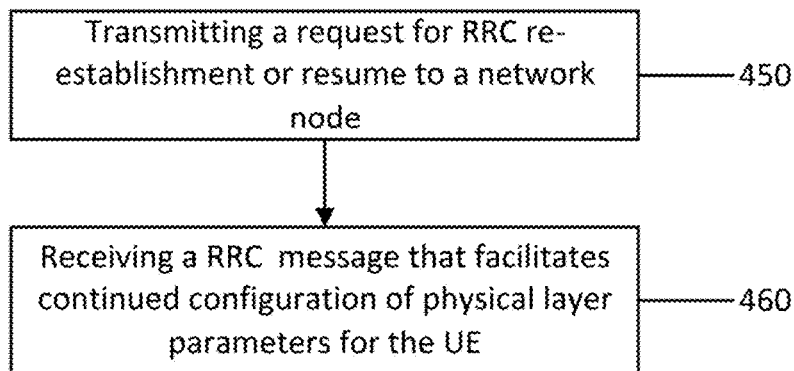 Transmitting a request for RRC re-
establishment or resume to a network
node
450
Receiving a RRC message that facilitates
continued configuration of physical layer
parameters for the UE
460